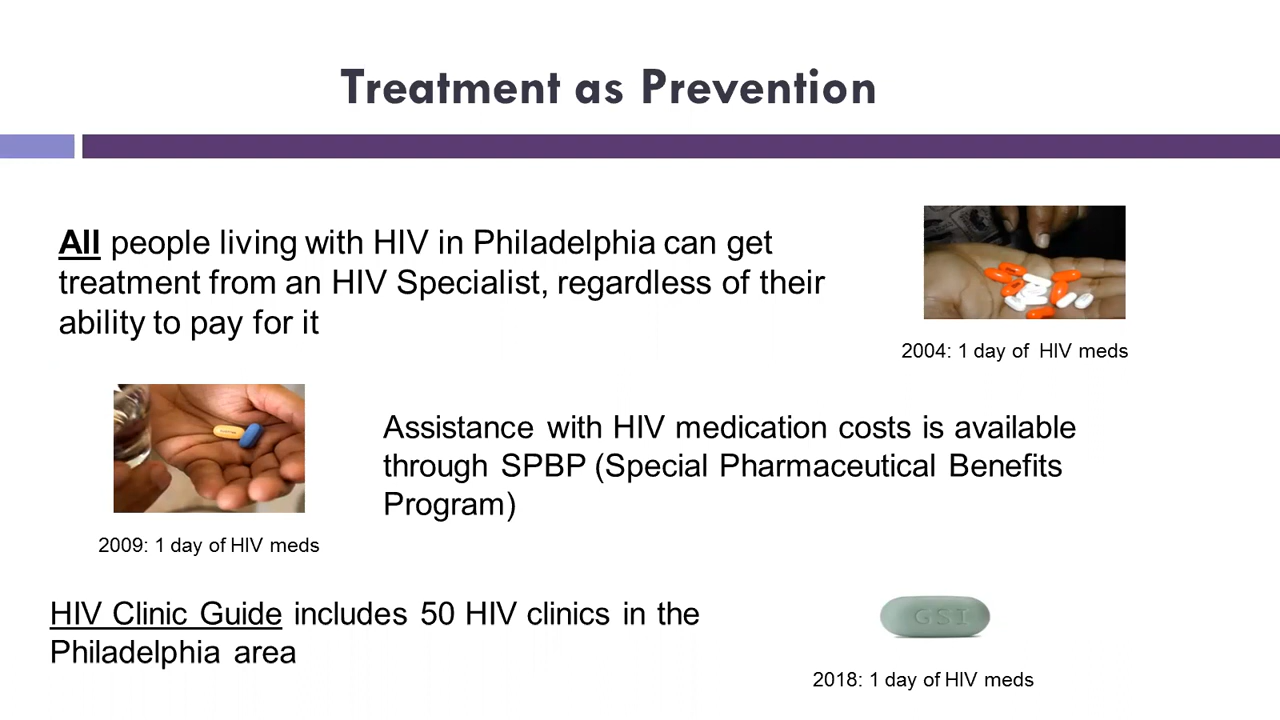 Treatment as Prevention
All people living with HIV in Philadelphia can get
treatment from an HIV Specialist, regardless of their
ability to pay for it
2004: 1 day of HIV meds
Assistance with HIV medication costs is available
through SPBP (Special Pharmaceutical Benefits
Program)
2009: 1 day of HIV meds
HIV Clinic Guide includes 50 HIV clinics in the
Philadelphia area
GSI
2018: 1 day of HIV meds